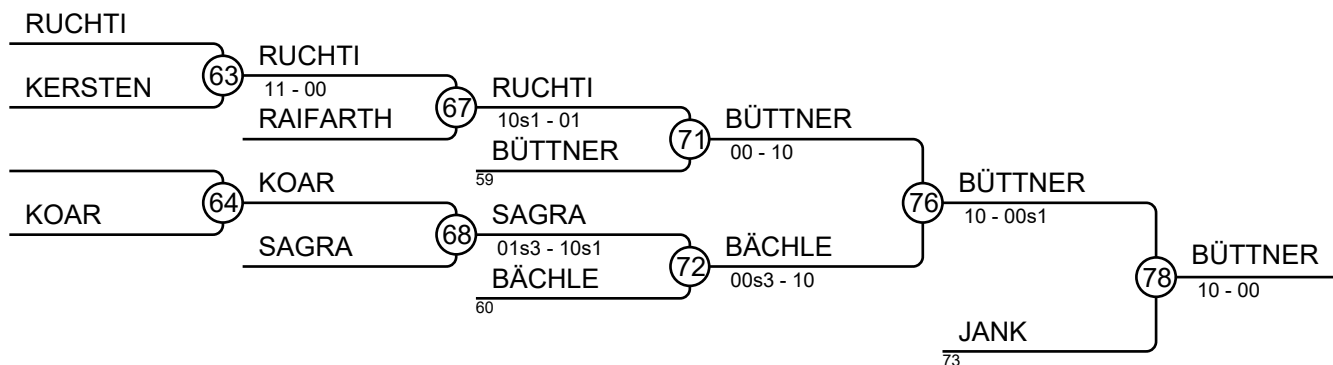 RUCHTI
KERSTEN
63
RUCHTI
11 - 00
RAIFARTH
67
RUCHTI
10s1 - 01
BÜTTNER
59
71
BÜTTNER
00 - 10
KOAR
64
KOAR
SAGRA
68
SAGRA
01s3 - 10s1
BÄCHLE
60
72
BÄCHLE
00s3 - 10
76
BÜTTNER
10 - 00s1
JANK
73
78
BÜTTNER
10 - 00